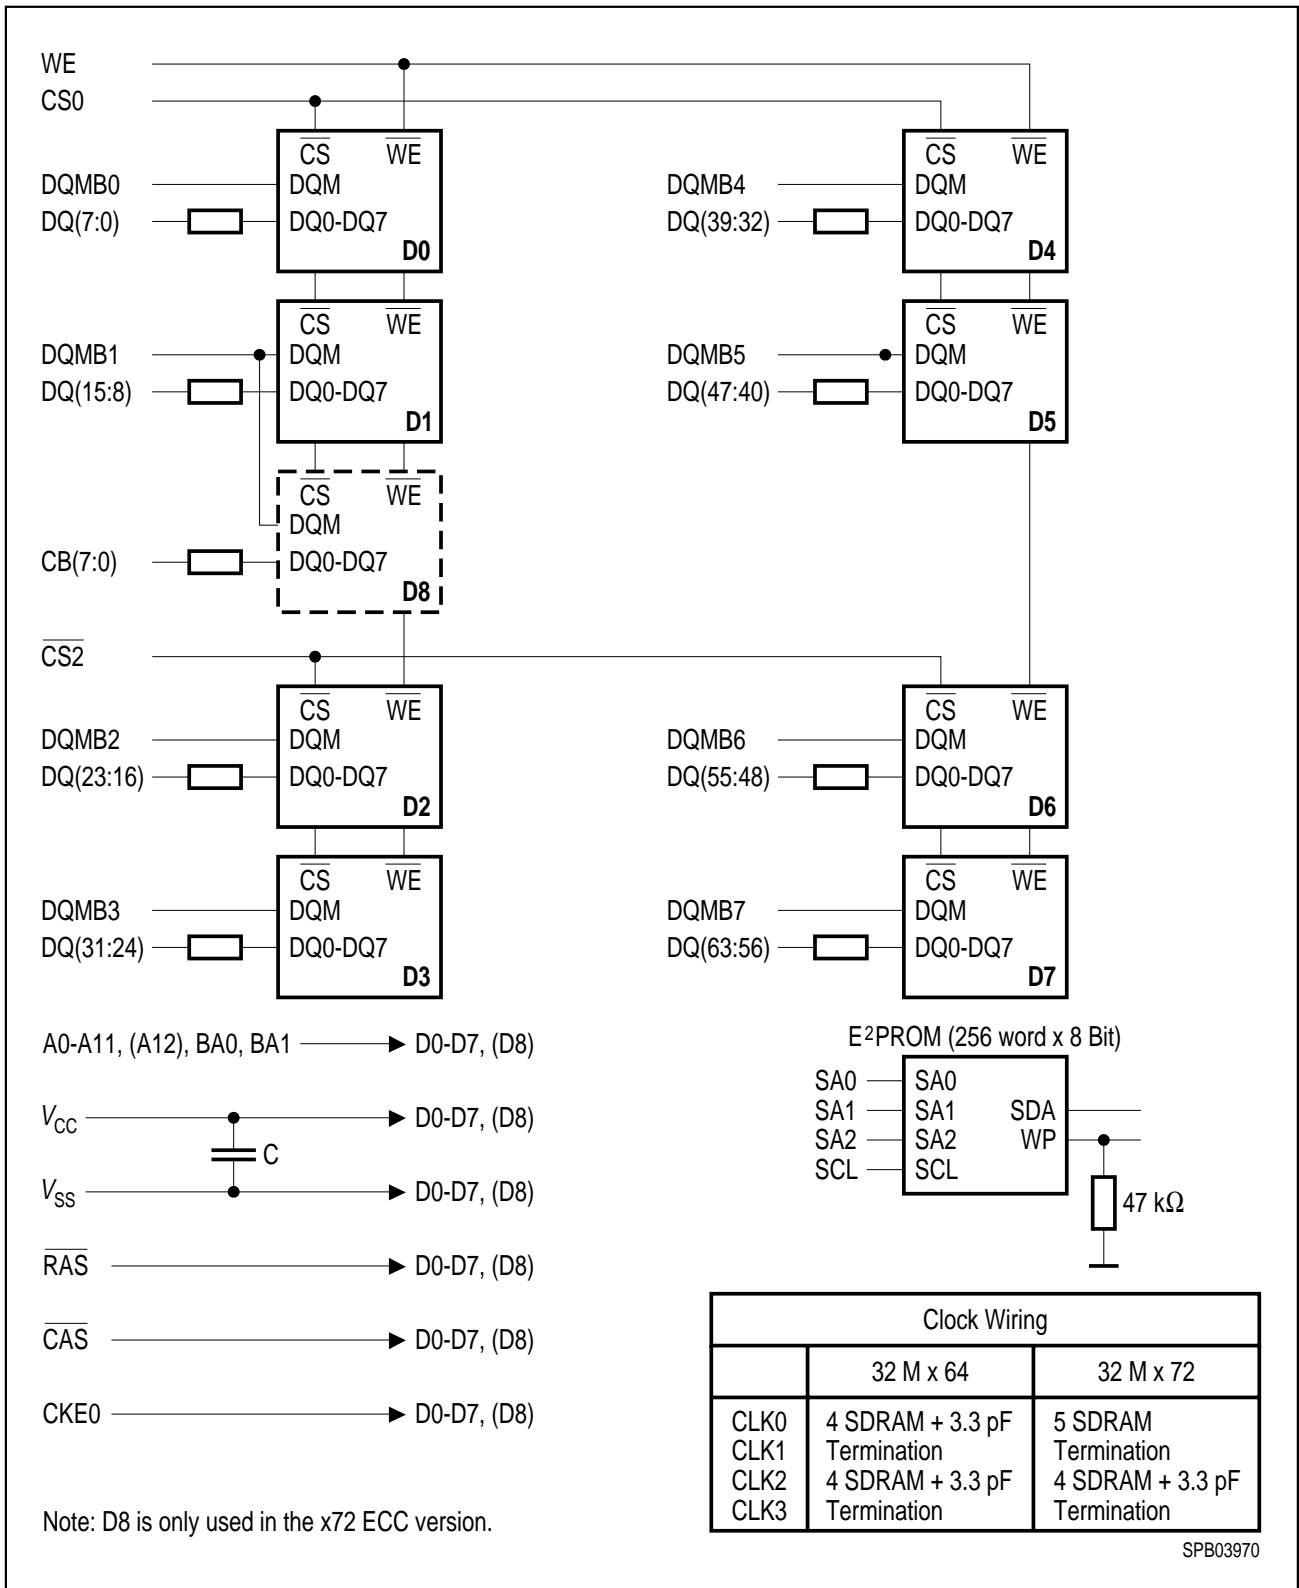 WE
CS0
CS WE
DQMB0 DQM
DQ(7:0) DQ0-DQ7
D0
CS WE
DQMB4 DQM
DQ(39:32) DQ0-DQ7
D4
CS WE
DQMB1 DQM
DQ(15:8) DQ0-DQ7
D1
CS WE
DQMB5 DQM
DQ(47:40) DQ0-DQ7
D5
CS WE
DQM
CB(7:0) DQ0-DQ7
D8
CS2
CS WE
DQMB2 DQM
DQ(23:16) DQ0-DQ7
D2
CS WE
DQMB6 DQM
DQ(55:48) DQ0-DQ7
D6
CS WE
DQMB3 DQM
DQ(31:24) DQ0-DQ7
D3
CS WE
DQMB7 DQM
DQ(63:56) DQ0-DQ7
D7
A0-A11, (A12), BA0, BA1 D0-D7, (D8)
VCC D0-D7, (D8)
C
VSS D0-D7, (D8)
RAS D0-D7, (D8)
CAS D0-D7, (D8)
CKE0 D0-D7, (D8)
E2PROM (256 word x 8 Bit)
SA0 SA0
SA1 SA1 SDA
SA2 SA2 WP
SCL SCL
47 kΩ
Clock Wiring
32 M x 64 32 M x 72
CLK0 4 SDRAM + 3.3 pF 5 SDRAM
CLK1 Termination Termination
CLK2 4 SDRAM + 3.3 pF 4 SDRAM + 3.3 pF
CLK3 Termination Termination
Note: D8 is only used in the x72 ECC version.
SPB03970